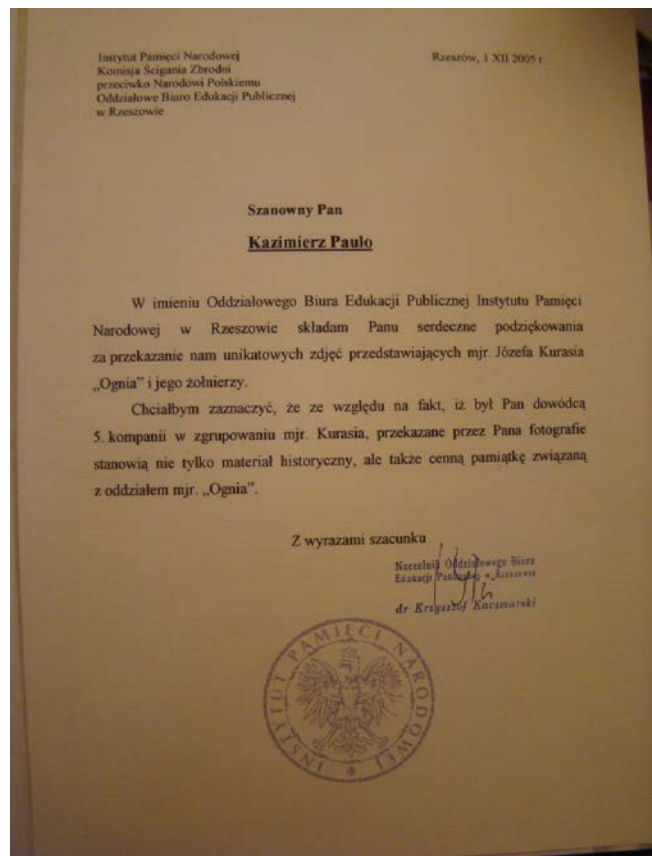 Instytut Pamięci Narodowej
Komisja Ścigania Zbrodni
przeciwko Narodowi Polskiemu
Oddziałowe Biuro Edukacji Publicznej
w Rzeszowie
Rzeszów, 1 XII 2005 r.
Szanowny Pan
Kazimierz Paulo
W imieniu Oddziałowego Biura Edukacji Publicznej Instytutu Pamięci
Narodowej w Rzeszowie składam Panu serdeczne podziękowania
za przekazanie nam unikatowych zdjęć przedstawiających mjr. Józefa Kurasia
„Ognia” i jego żołnierzy.
Chciałbym zaznaczyć, że ze względu na fakt, iż był Pan dowódcą
5. kompanii w zgrupowaniu mjr. Kurasia, przekazane przez Pana fotografie
stanowią nie tylko materiał historyczny, ale także cenną pamiątkę związaną
z oddziałem mjr. „Ognia”.
Z wyrazami szacunku
Naczelnik Oddziałowego Biura
Edukacji Publicznej w Rzeszowie
dr Krzysztof Kaczmarski
INSTYTUT PAMIĘCI NARODOWEJ